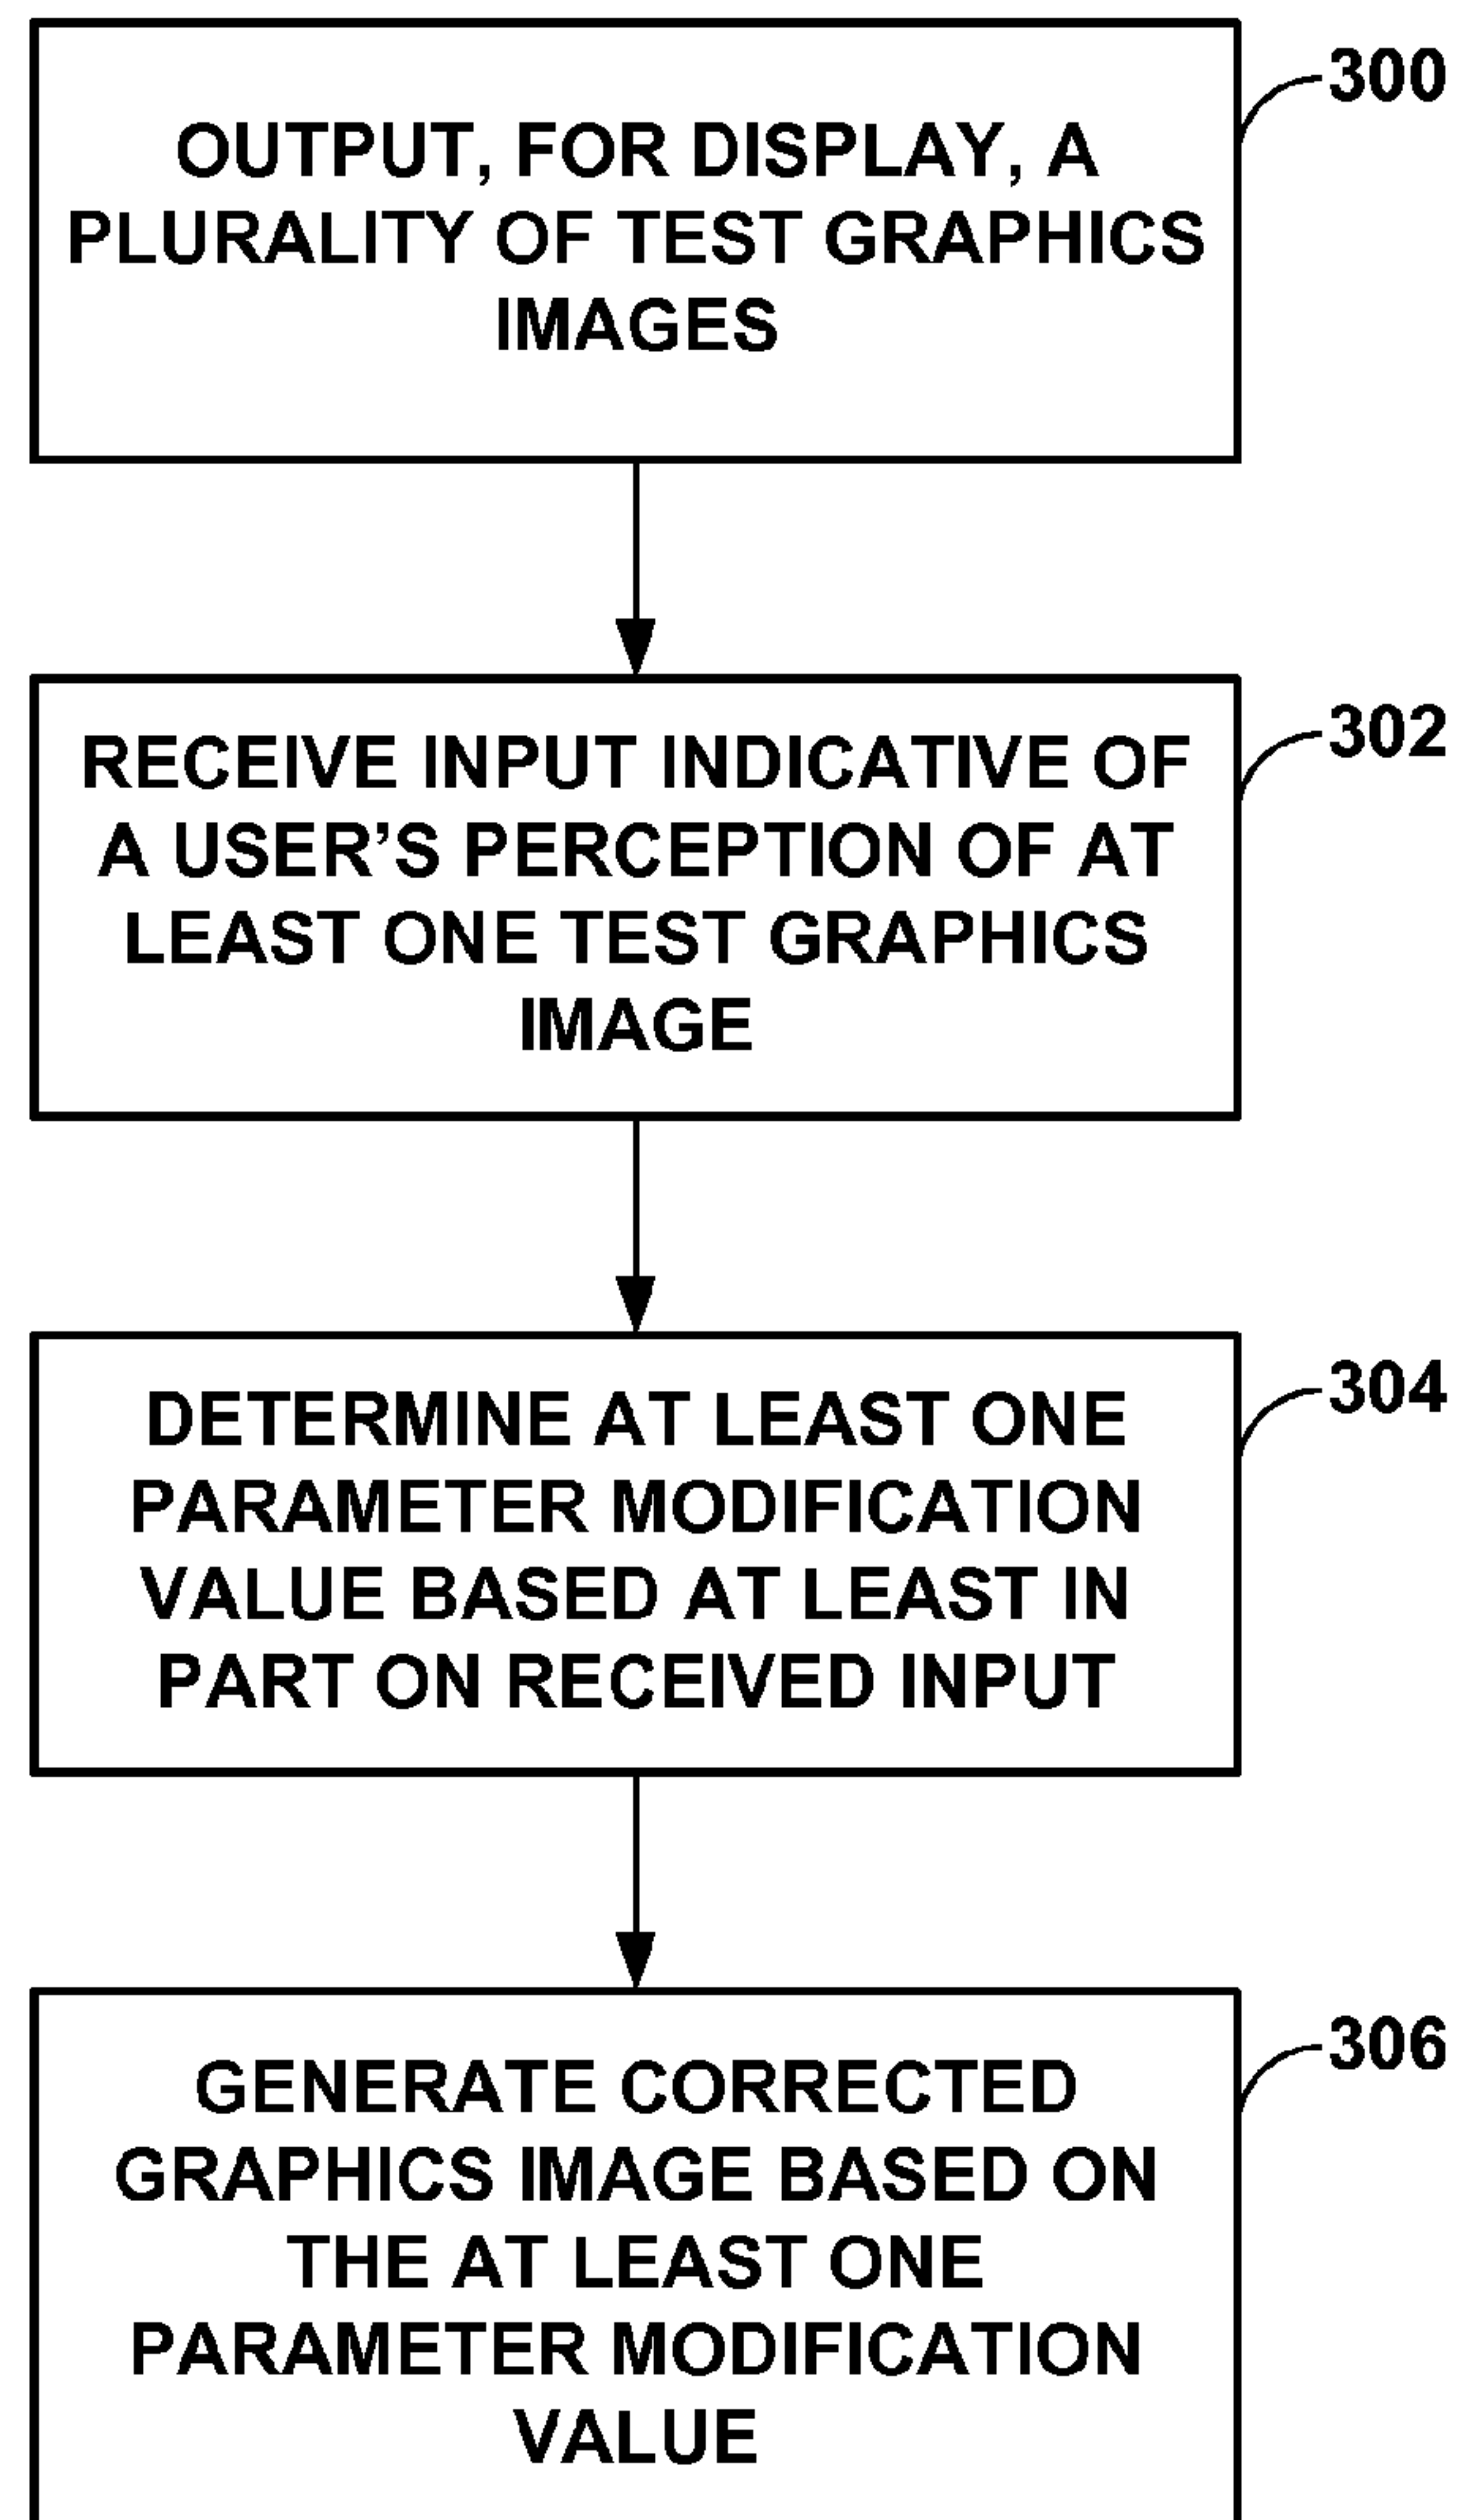 300
OUTPUT, FOR DISPLAY, A
PLURALITY OF TEST GRAPHICS
IMAGES
302
RECEIVE INPUT INDICATIVE OF
A USER’S PERCEPTION OF AT
LEAST ONE TEST GRAPHICS
IMAGE
304
DETERMINE AT LEAST ONE
PARAMETER MODIFICATION
VALUE BASED AT LEAST IN
PART ON RECEIVED INPUT
306
GENERATE CORRECTED
GRAPHICS IMAGE BASED ON
THE AT LEAST ONE
PARAMETER MODIFICATION
VALUE